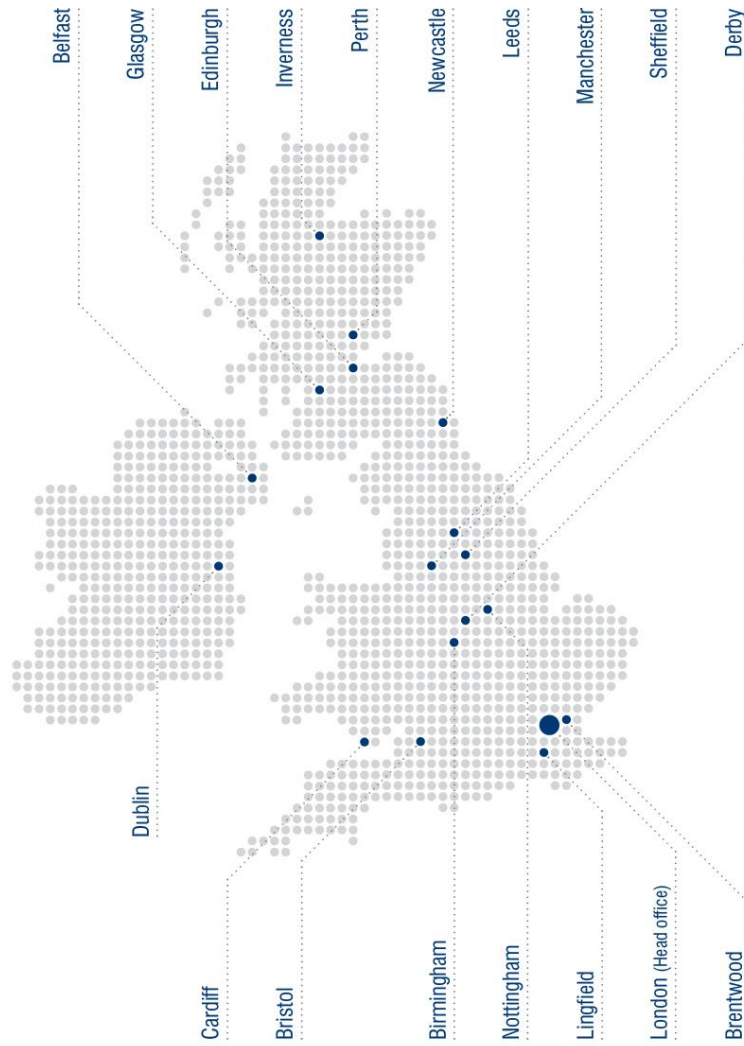 Belfast
Glasgow
Edinburgh
Inverness
Perth
Newcastle
Leeds
Manchester
Sheffield
Derby
Dublin
Cardiff
Bristol
Birmingham
Nottingham
Lingfield
London (Head office)
Brentwood